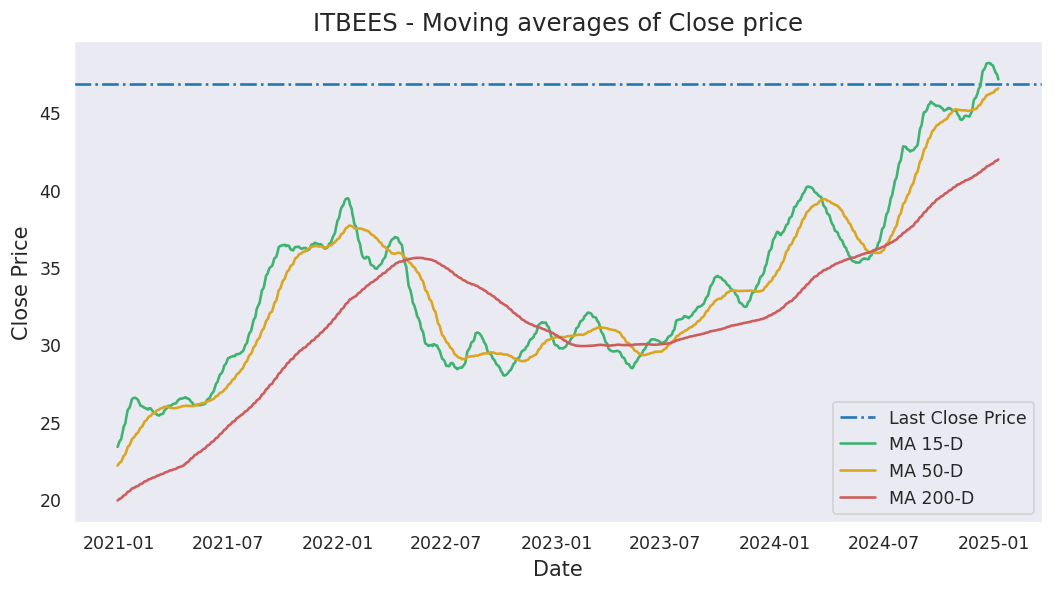 ITBEES - Moving averages of Close price
Close Price
45
40
35
30
25
20
Last Close Price
MA 15-D
MA 50-D
MA 200-D
2021-01 2021-07 2022-01 2022-07 2023-01 2023-07 2024-01 2024-07 2025-01
Date